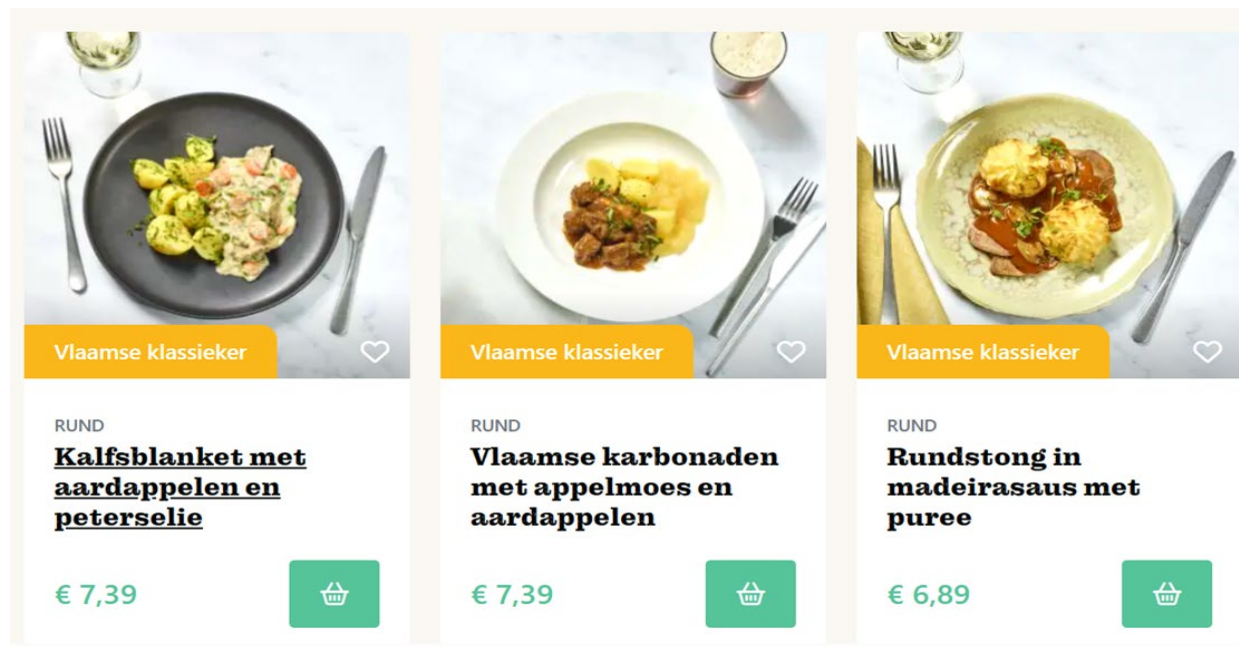 Vlaamse klassieker
RUND
Kalfsblanket met
aardappelen en
peterselie
€ 7,39
Vlaamse klassieker
RUND
Vlaamse karbonaden
met appelmoes en
aardappelen
€ 7,39
Vlaamse klassieker
RUND
Rundstong in
madeirasaus met
puree
€ 6,89